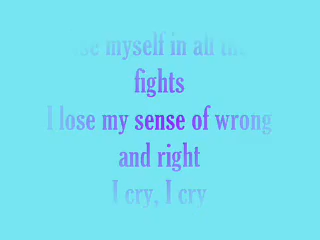 myself in all
fights
I lose my sense of wrong
and right
I cry, I cry